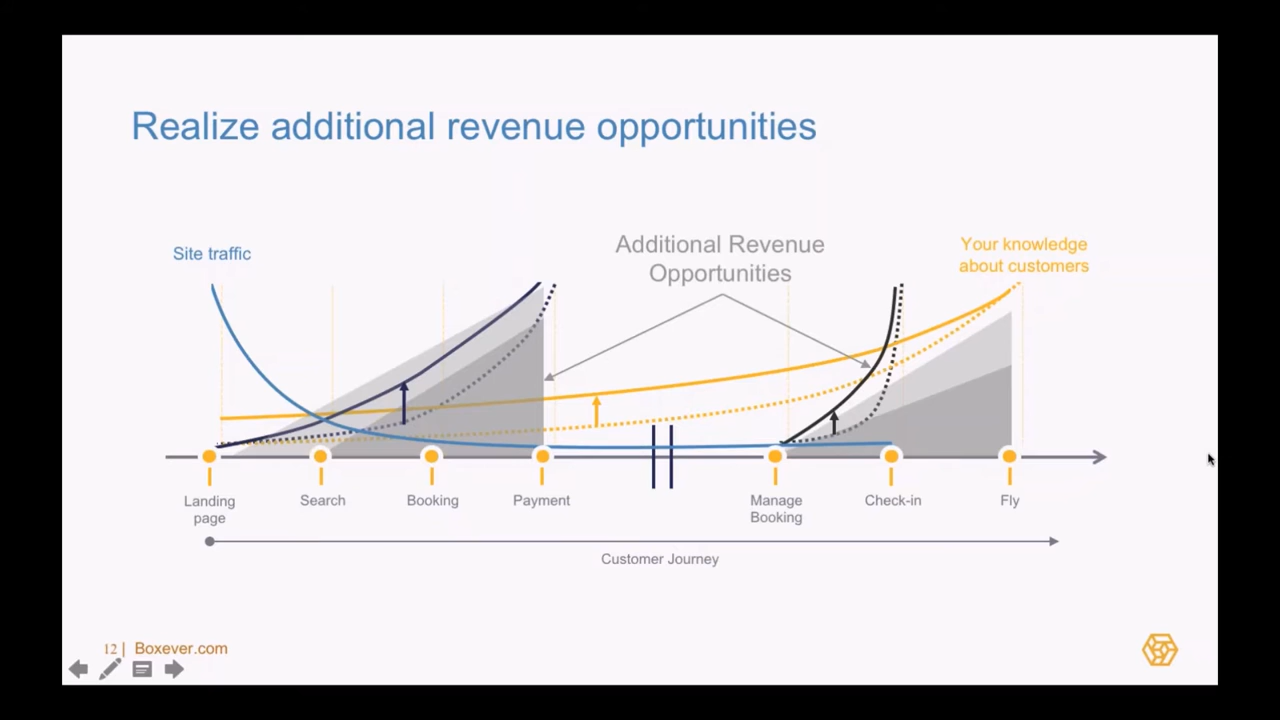 Realize additional revenue opportunities
Site traffic
Additional Revenue
Opportunities
Your knowledge
about customers
Landing
page
Search
Booking
Payment
Manage
Booking
Check-in
Fly
Customer Journey
12 | Boxever.com